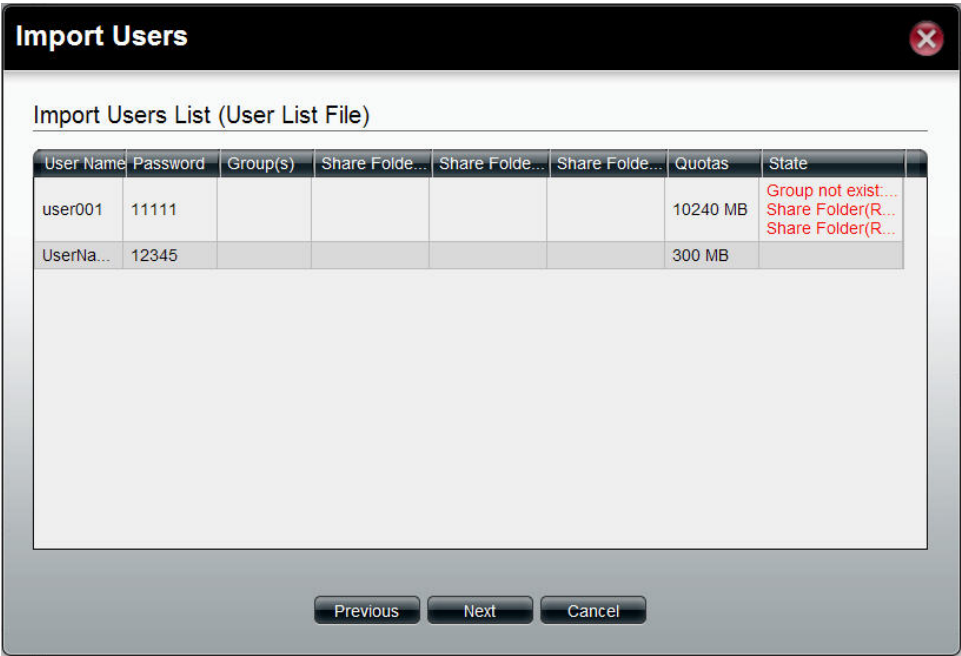 Import Users
Import Users List (User List File)
User Name Password Group(s) Share Folde... Share Folde... Share Folde... Quotas State
user001 11111 10240 MB Group not exist:...
Share Folder(R...
Share Folder(R...
UserNa... 12345 300 MB
Previous Next Cancel